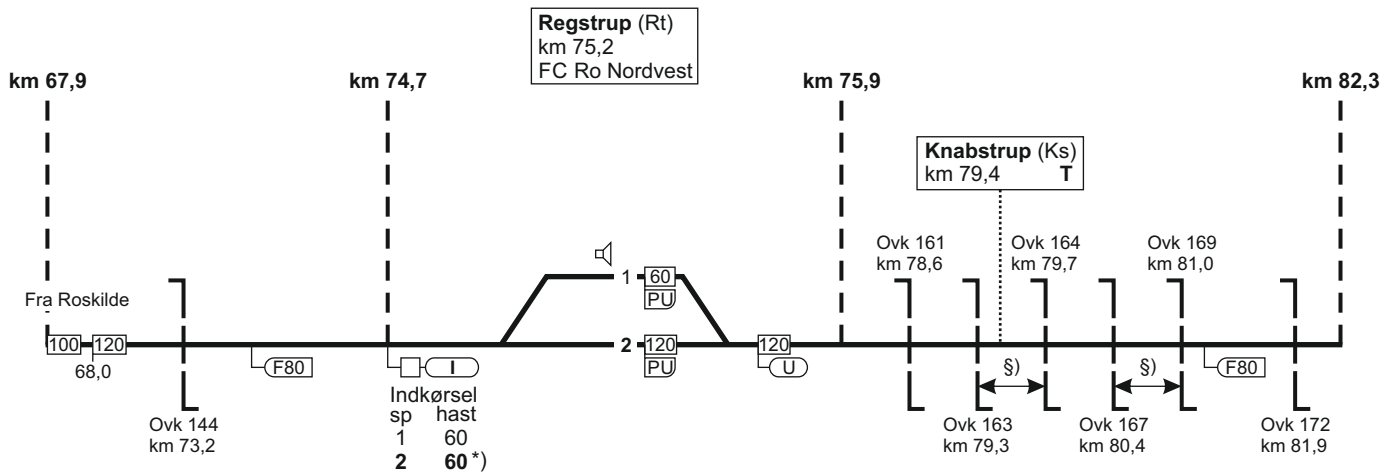 Regstrup (Rt)
km 75,2
FC Ro Nordvest
km 67,9
km 74,7
km 75,9
km 82,3
Knabstrup (Ks)
km 79,4 T
Ovk 161
km 78,6
Ovk 164
km 79,7
Ovk 169
km 81,0
Fra Roskilde
1 60
PU
100 120
68,0
F80
I
2 120
PU
120
U
§)
§)
F80
Ovk 144
km 73,2
Indkørsel
sp hast
1 60
2 60 *)
Ovk 163
km 79,3
Ovk 167
km 80,4
Ovk 172
km 81,9